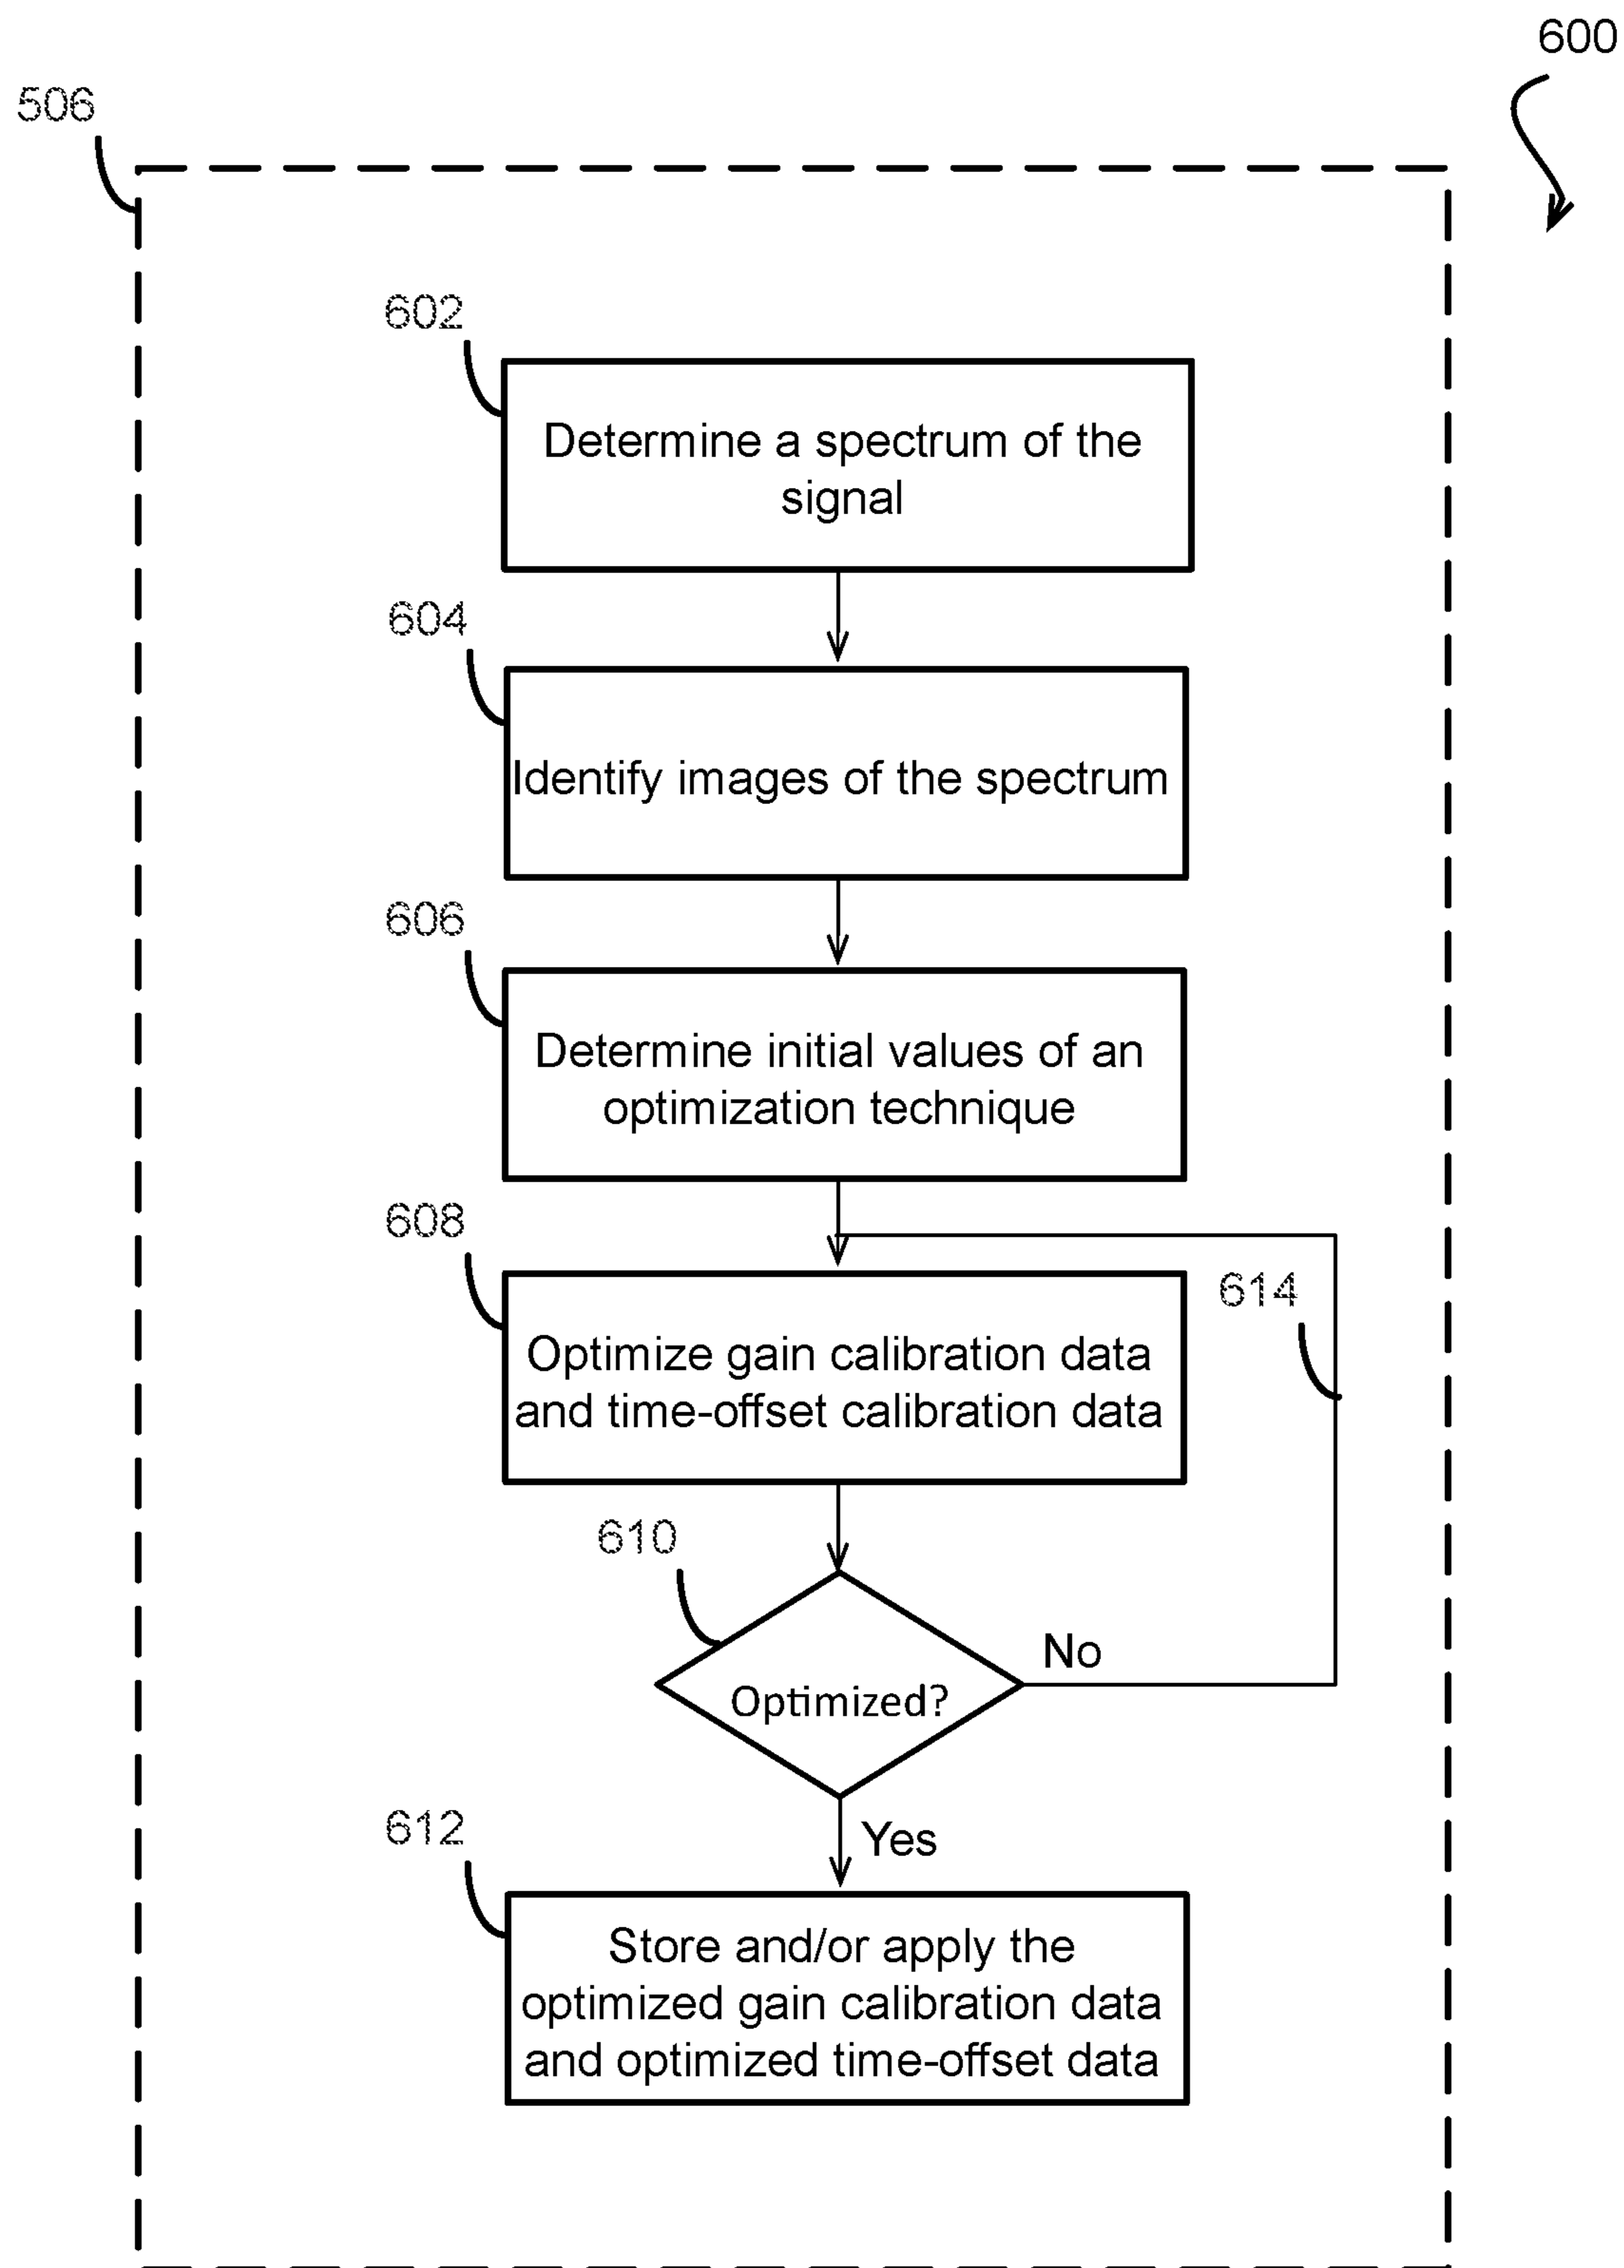 600
506
602
Determine a spectrum of the
signal
604
Identify images of the spectrum
606
Determine initial values of an
optimization technique
608
614
Optimize gain calibration data
and time-offset calibration data
610
No
Optimized?
612
Yes
Store and/or apply the
optimized gain calibration data
and optimized time-offset data